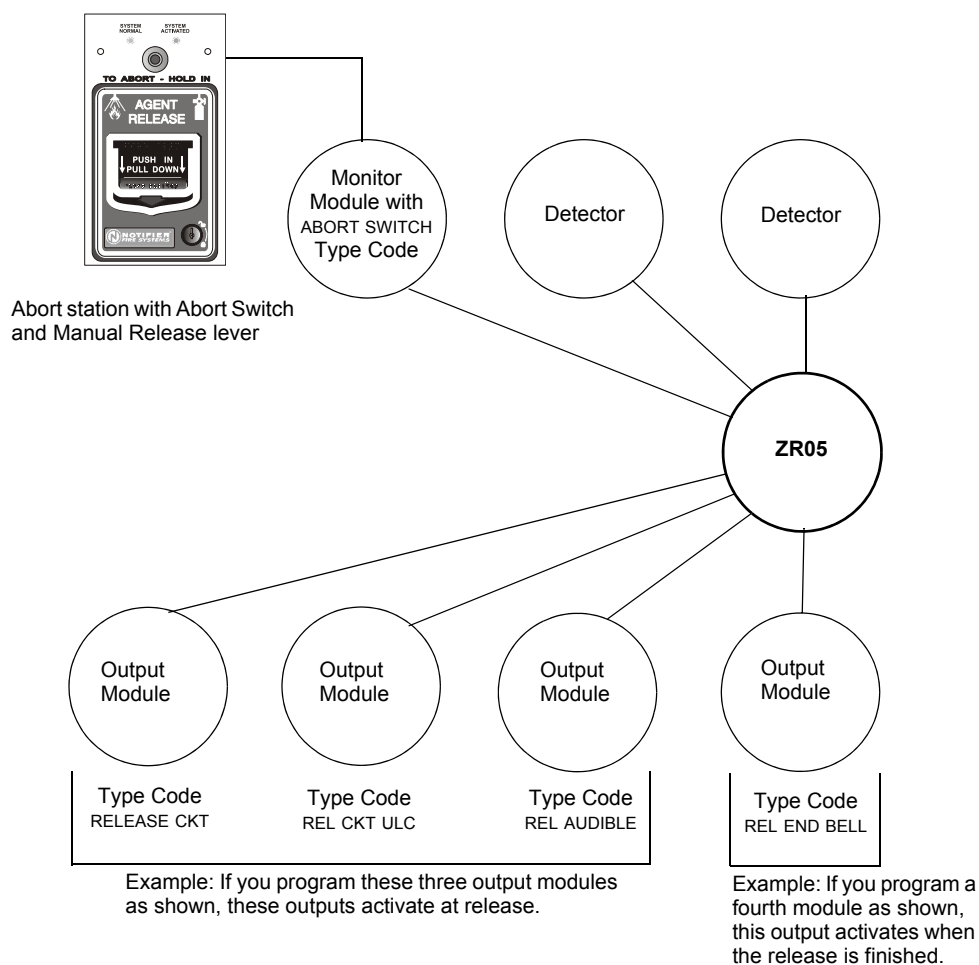 SYSTEM NORMAL
SYSTEM ACTIVATED
TO ABORT - HOLD IN
AGENT
RELEASE
PUSH IN
PULL DOWN
NOTIFIER
FIRE SYSTEMS
Abort station with Abort Switch
and Manual Release lever
Monitor
Module with
ABORT SWITCH
Type Code
Detector
Detector
ZR05
Output
Module
Output
Module
Output
Module
Output
Module
Type Code
RELEASE CKT
Type Code
REL CKT ULC
Type Code
REL AUDIBLE
Type Code
REL END BELL
Example: If you program these three output modules
as shown, these outputs activate at release.
Example: If you program a
fourth module as shown,
this output activates when
the release is finished.